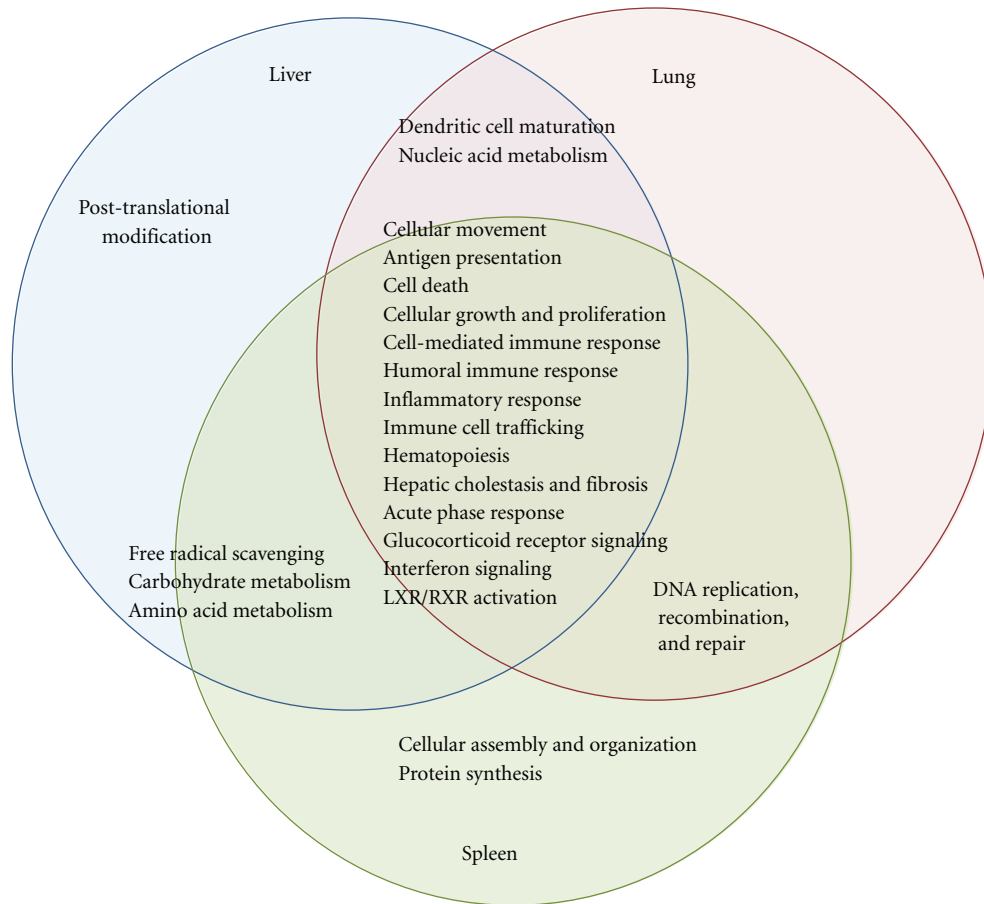 Liver
Lung
Dendritic cell maturation
Nucleic acid metabolism
Post-translational
modification
Cellular movement
Antigen presentation
Cell death
Cellular growth and proliferation
Cell-mediated immune response
Humoral immune response
Inflammatory response
Immune cell trafficking
Hematopoiesis
Hepatic cholestasis and fibrosis
Acute phase response
Glucocorticoid receptor signaling
Interferon signaling
LXR/RXR activation
Free radical scavenging
Carbohydrate metabolism
Amino acid metabolism
DNA replication,
recombination,
and repair
Cellular assembly and organization
Protein synthesis
Spleen